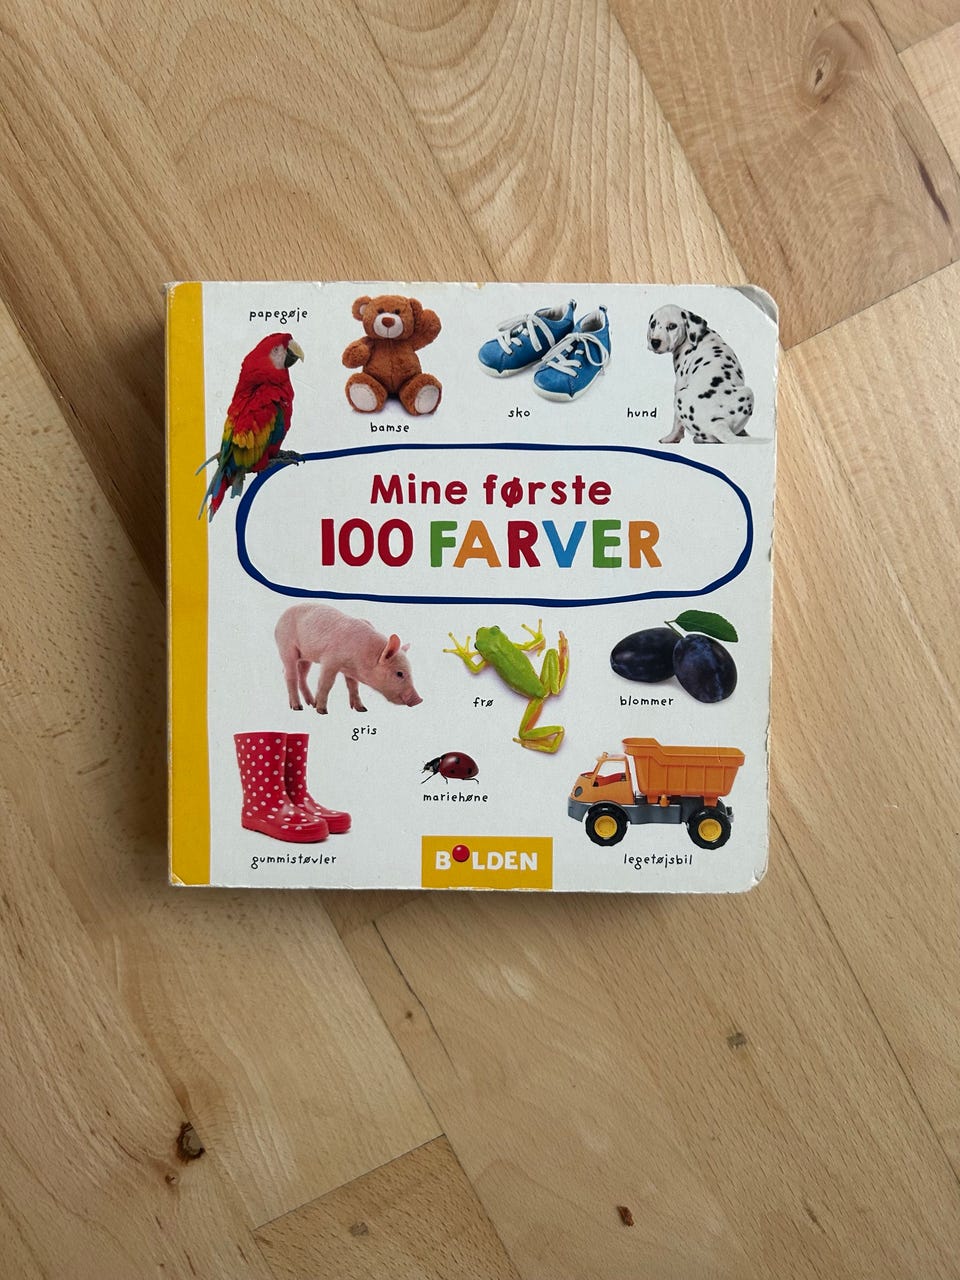 papegøje
bamse
sko
hund
Mine første
100 FARVER
gris
frø
blommer
gummistøvler
mariehøne
legetøjsbil
BOLDEN